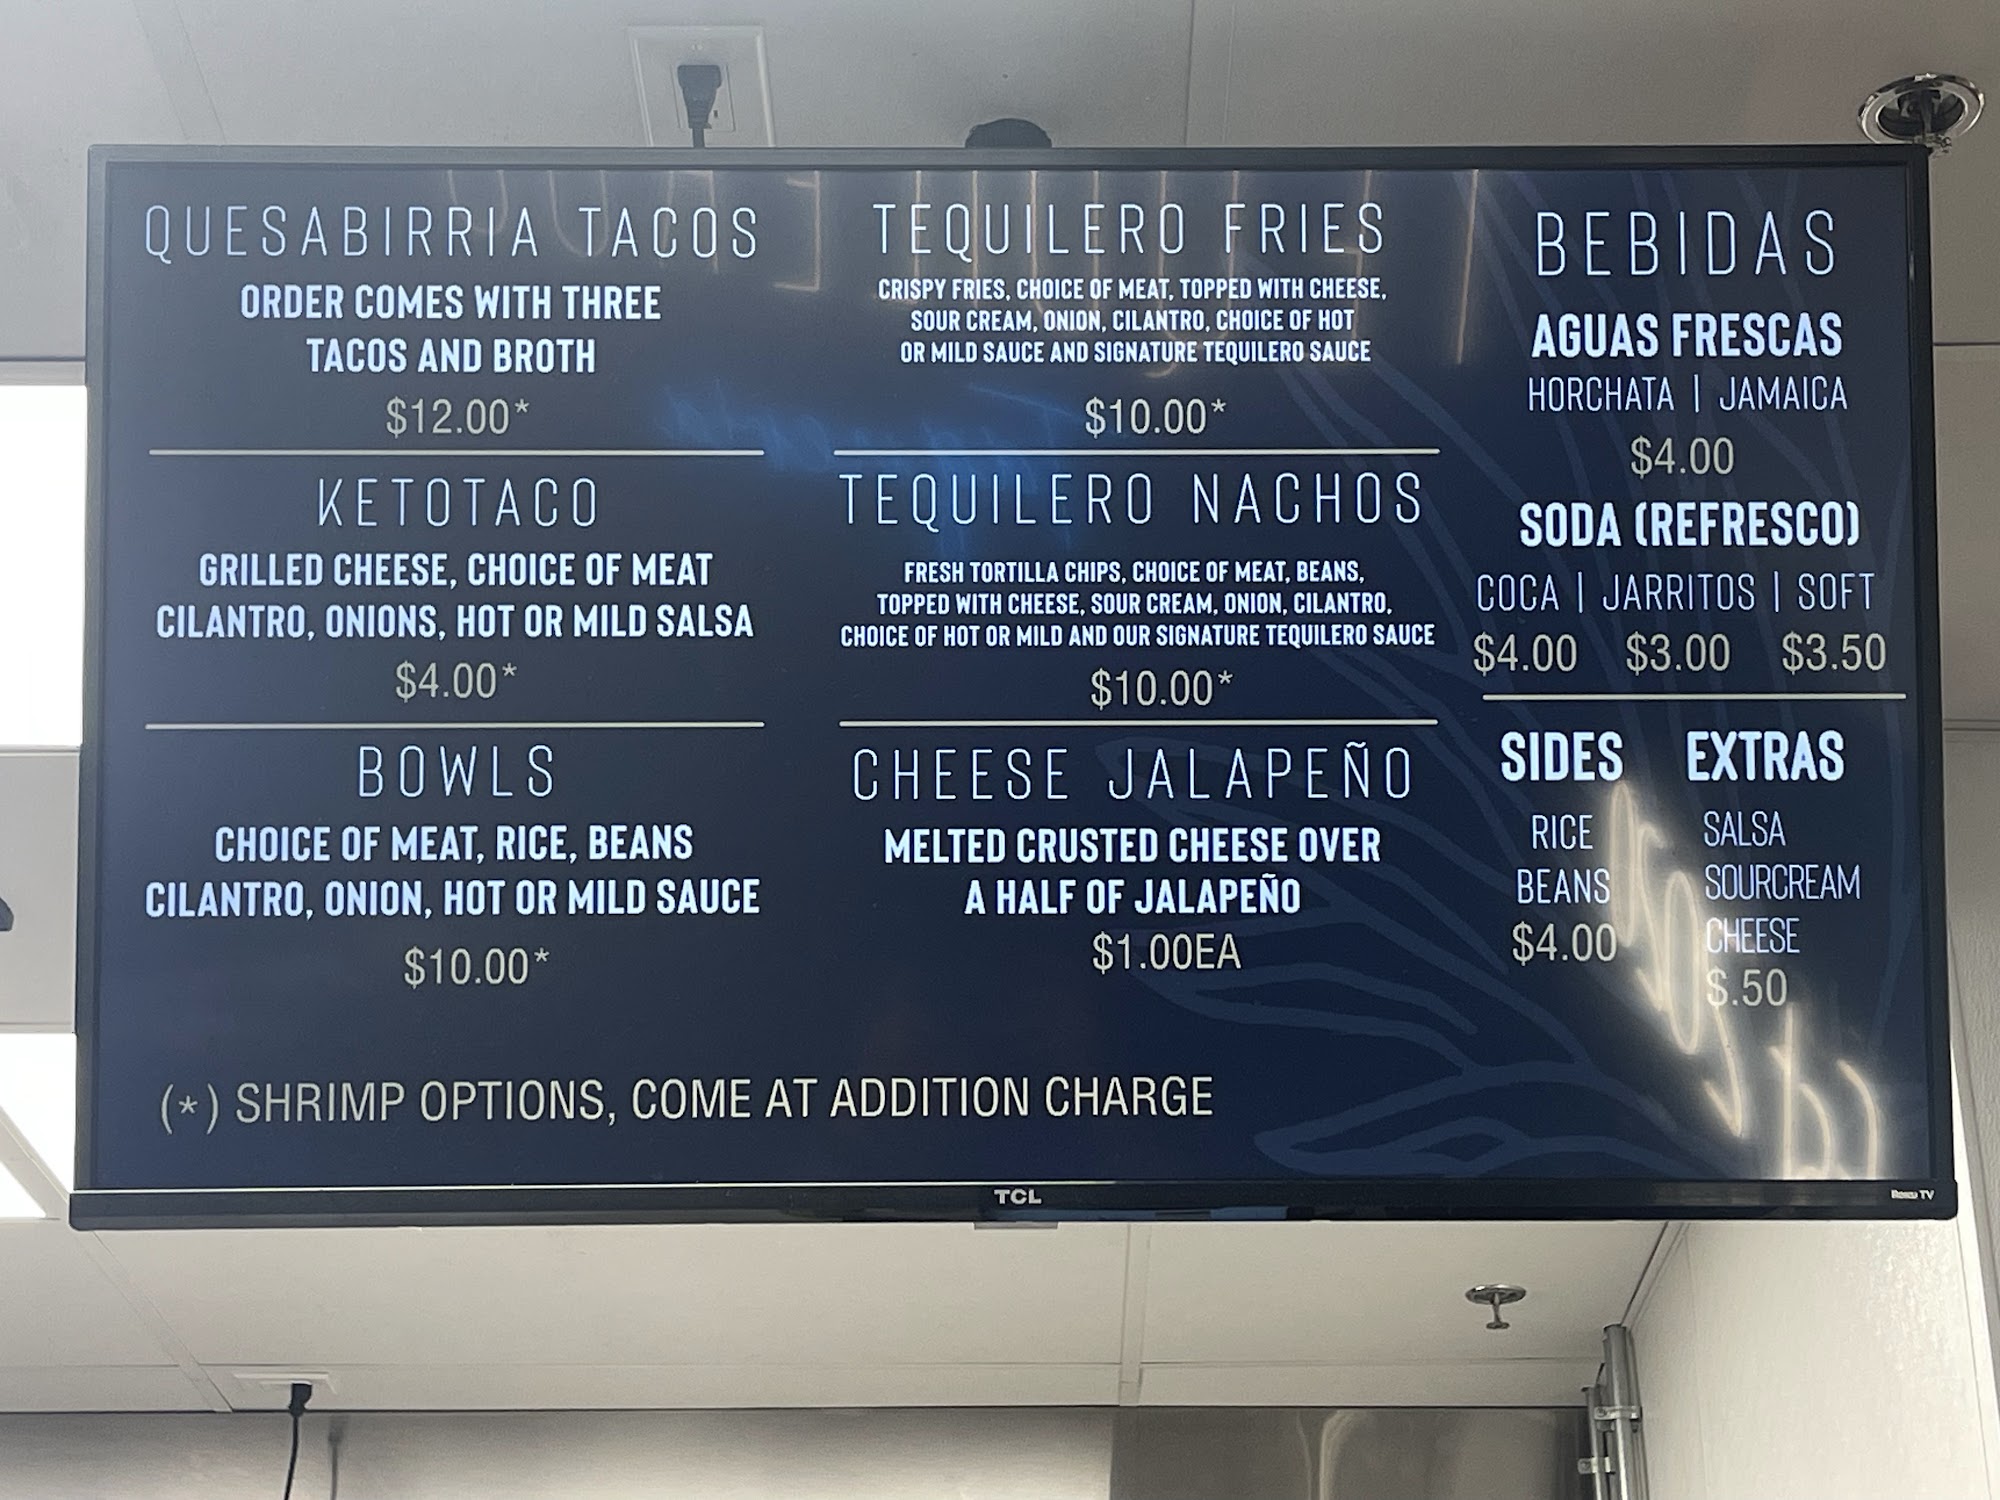 QUESABIRRIA TACOS
ORDER COMES WITH THREE
TACOS AND BROTH
$12.00*
KETOTACO
GRILLED CHEESE, CHOICE OF MEAT
CILANTRO, ONIONS, HOT OR MILD SALSA
$4.00*
BOWLS
CHOICE OF MEAT, RICE, BEANS
CILANTRO, ONION, HOT OR MILD SAUCE
$10.00*
TEQUILERO FRIES
CRISPY FRIES, CHOICE OF MEAT, TOPPED WITH CHEESE,
SOUR CREAM, ONION, CILANTRO, CHOICE OF HOT
OR MILD SAUCE AND SIGNATURE TEQUILERO SAUCE
$10.00*
TEQUILERO NACHOS
FRESH TORTILLA CHIPS, CHOICE OF MEAT, BEANS,
TOPPED WITH CHEESE, SOUR CREAM, ONION, CILANTRO,
CHOICE OF HOT OR MILD AND OUR SIGNATURE TEQUILERO SAUCE
$10.00*
CHEESE JALAPEÑO
MELTED CRUSTED CHEESE OVER
A HALF OF JALAPEÑO
$1.00EA
BEBIDAS
AGUAS FRESCAS
HORCHATA | JAMAICA
$4.00
SODA (REFRESCO)
COCA | JARRITOS | SOFT
$4.00 $3.00 $3.50
SIDES
RICE
BEANS
$4.00
EXTRAS
SALSA
SOURCREAM
CHEESE
$.50
(*) SHRIMP OPTIONS, COME AT ADDITION CHARGE
TCL
Roku TV